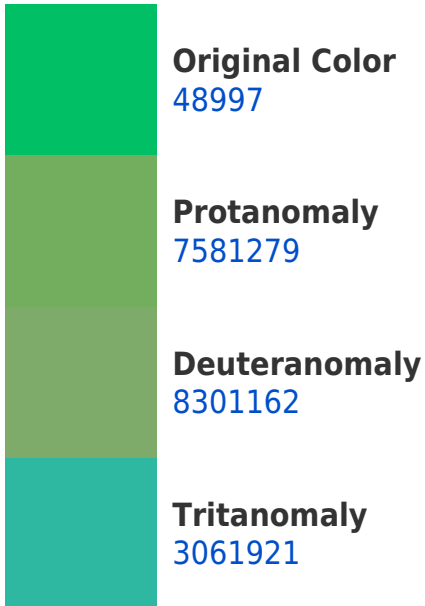 Original Color
48997
Protanomaly
7581279
Deuteranomaly
8301162
Tritanomaly
3061921